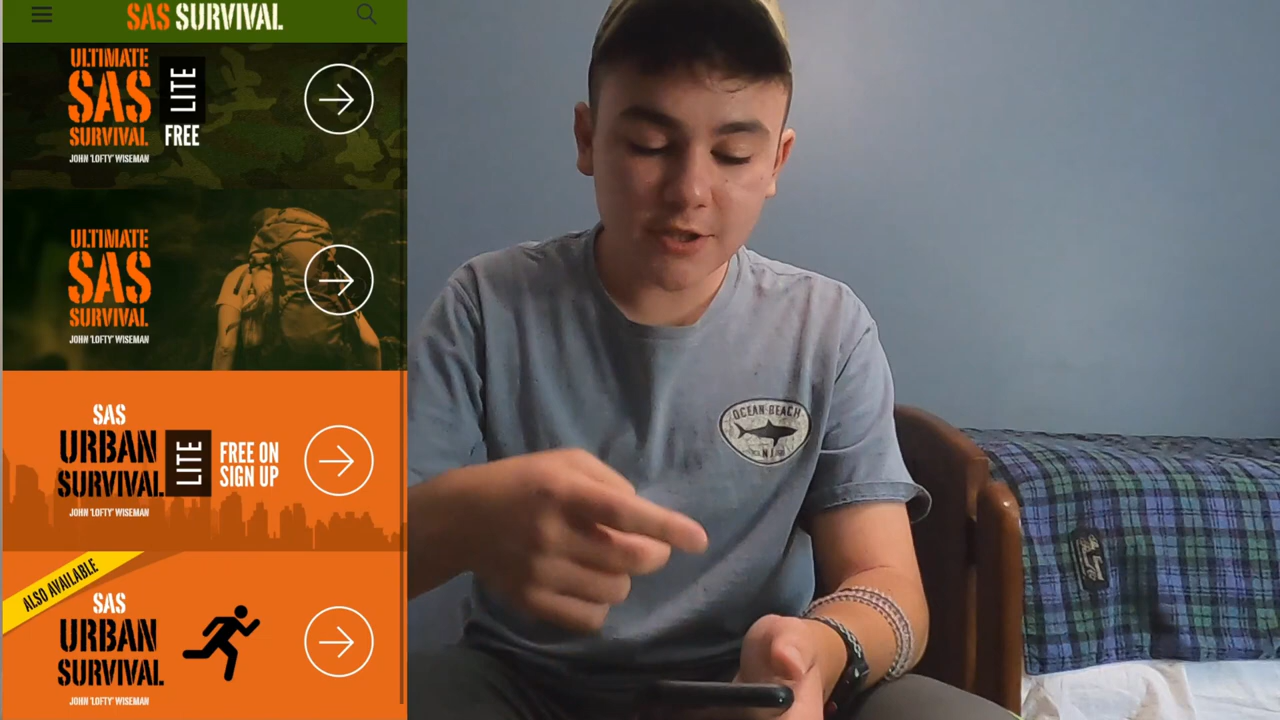 SAS SURVIVAL
ULTIMATE
SAS
SURVIVAL
LITE
FREE
JOHN 'LOFTY' WISEMAN
ULTIMATE
SAS
SURVIVAL
JOHN 'LOFTY' WISEMAN
SAS
URBAN
SURVIVAL
LITE
FREE ON
SIGN UP
JOHN 'LOFTY' WISEMAN
ALSO AVAILABLE
SAS
URBAN
SURVIVAL
JOHN 'LOFTY' WISEMAN
OCEAN BEACH
NJ